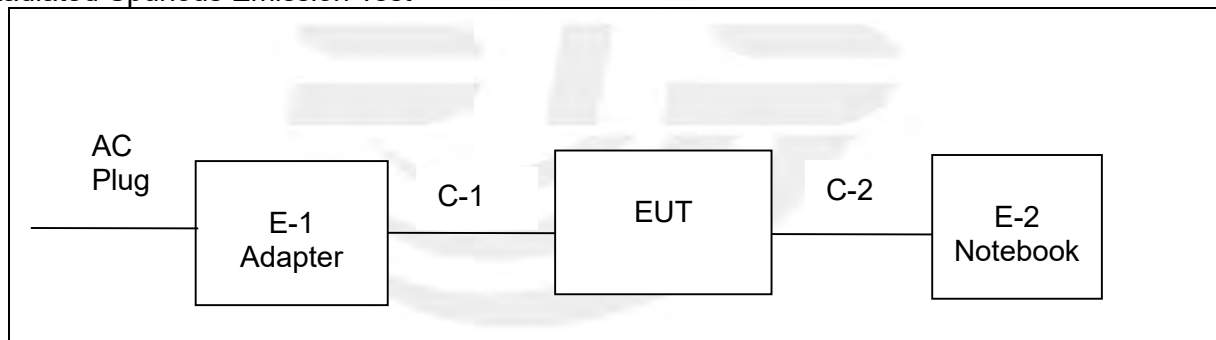 Radiated Spurious Emission Test
AC
Plug
E-1
Adapter
C-1
EUT
C-2
E-2
Notebook